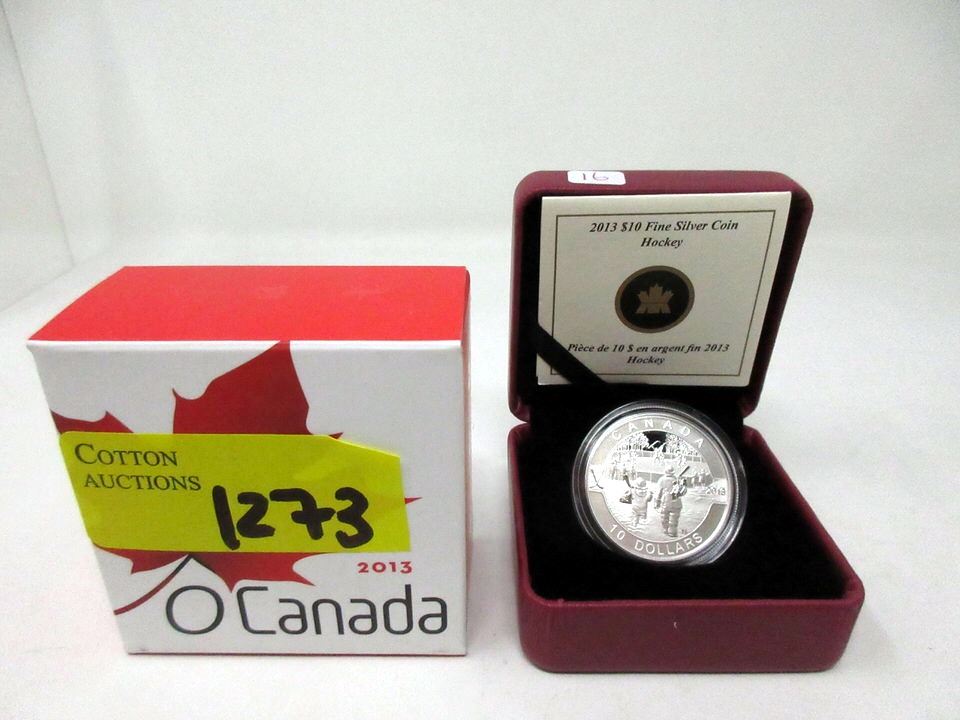 COTTON
AUCTIONS
1273
2013
O Canada
16
2013 $10 Fine Silver Coin
Hockey
Pièce de 10 $ en argent fin 2013
Hockey
CANADA
2013
10 DOLLARS